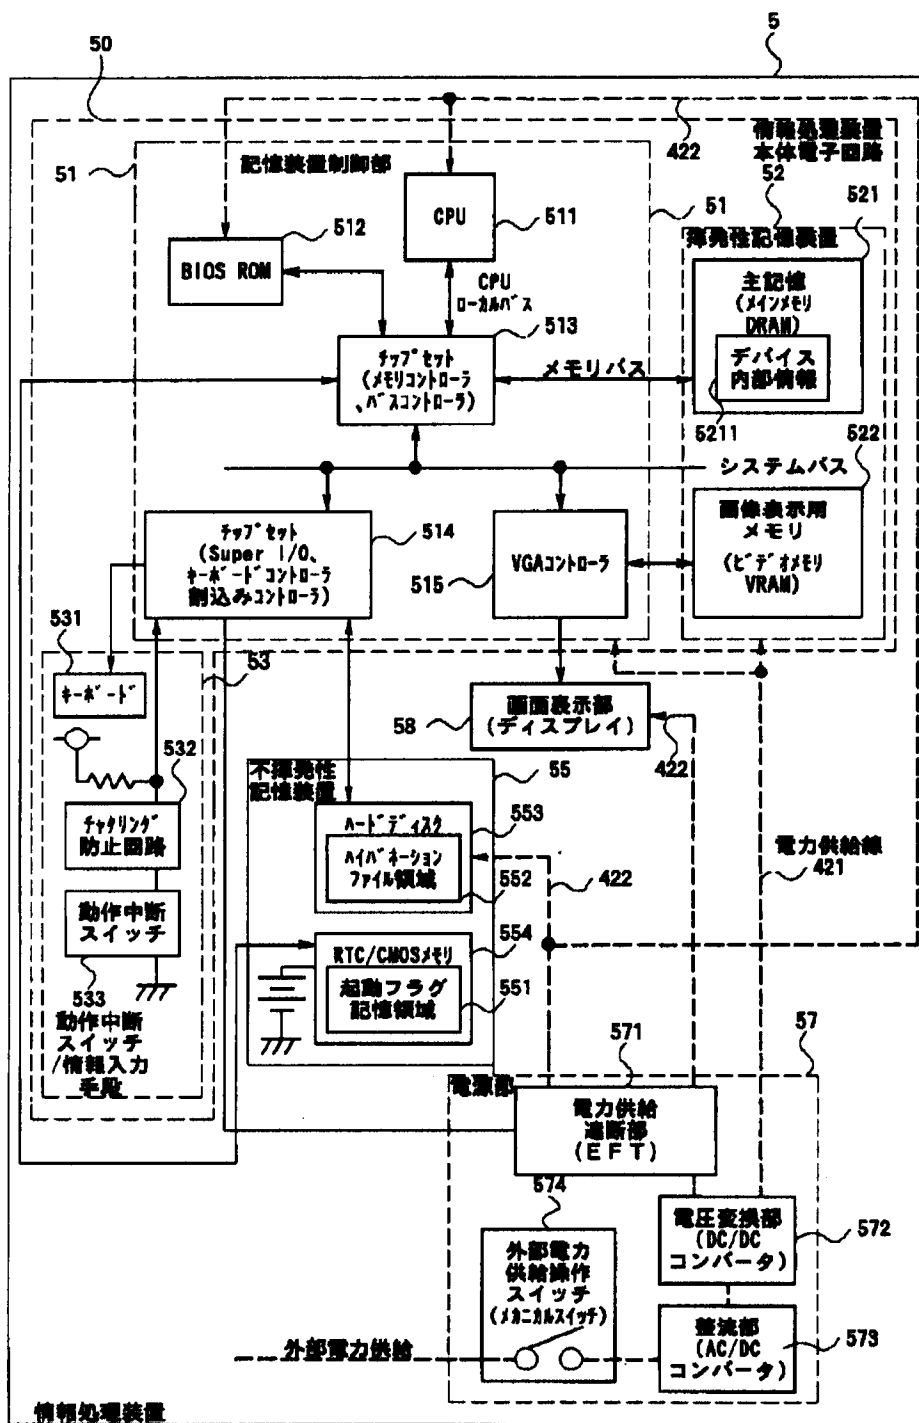 5
50
422
情報処理装置
本体電子回路
51
記憶装置制御部
52
521
CPU
511
51
512
揮発性記憶装置
BIOS ROM
CPU
ローカルバス
主記憶
(メインメモリ
DRAM)
513
チップセット
(メモリコントローラ
、バスコントローラ)
メモリバス
デバイス
内部情報
5211
522
システムバス
チップセット
(Super I/O、
キーボードコントローラ
割込みコントローラ)
514
515
VGAコントローラ
画像表示用
メモリ
(ビデオメモリ
VRAM)
531
53
キーボード
画面表示部
(ディスプレイ)
58
422
532
不揮発性
記憶装置
55
チャタリング
防止回路
ハードディスク
553
ハイバネーション
ファイル領域
552
422
電力供給線
421
動作中断
スイッチ
RTC/CMOSメモリ
554
起動フラグ
記憶領域
551
533
動作中断
スイッチ
/情報入力
手段
571
57
電源部
電力供給
遮断部
(EFT)
574
電圧変換部
(DC/DC
コンバータ)
572
外部電力
供給操作
スイッチ
(メカニカルスイッチ)
整流部
(AC/DC
コンバータ)
573
外部電力供給
情報処理装置